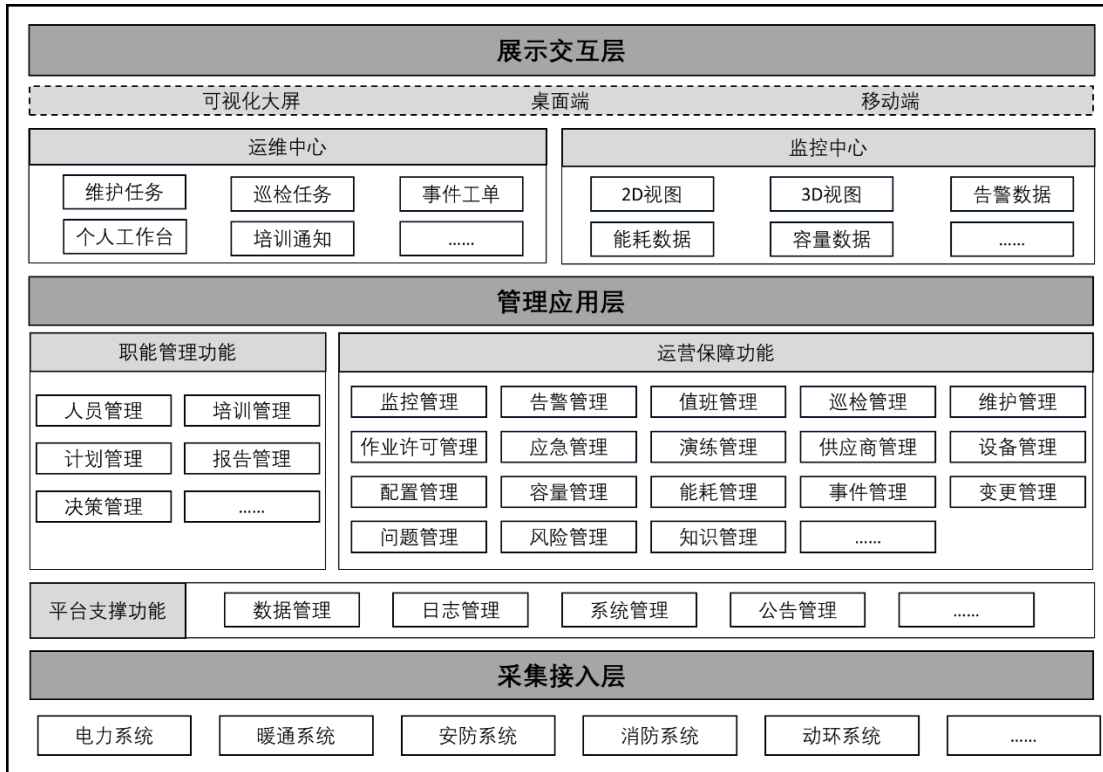 展示交互层
可视化大屏 桌面端 移动端
运维中心 监控中心
维护任务 巡检任务 事件工单 2D视图 3D视图 告警数据
个人工作台 培训通知 ...... 能耗数据 容量数据 ......
管理应用层
职能管理功能 运营保障功能
人员管理 培训管理 监控管理 告警管理 值班管理 巡检管理 维护管理
计划管理 报告管理 作业许可管理 应急管理 演练管理 供应商管理 设备管理
决策管理 ...... 配置管理 容量管理 能耗管理 事件管理 变更管理
问题管理 风险管理 知识管理 ......
平台支撑功能 数据管理 日志管理 系统管理 公告管理 ......
采集接入层
电力系统 暖通系统 安防系统 消防系统 动环系统 ......